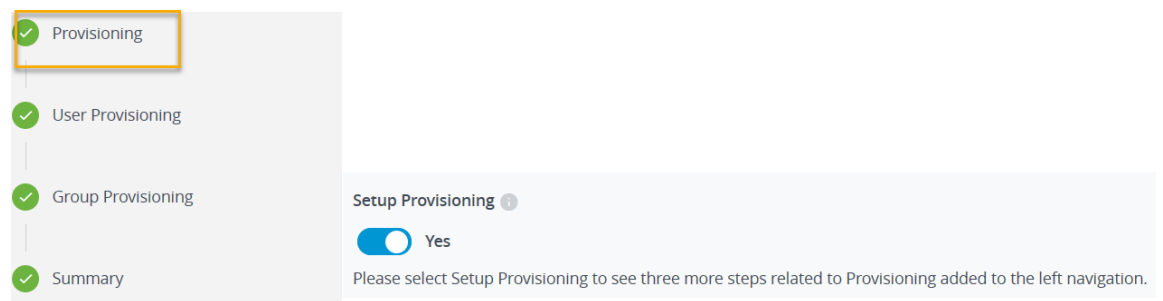 Provisioning
User Provisioning
Group Provisioning
Summary
Setup Provisioning
Yes
Please select Setup Provisioning to see three more steps related to Provisioning added to the left navigation.